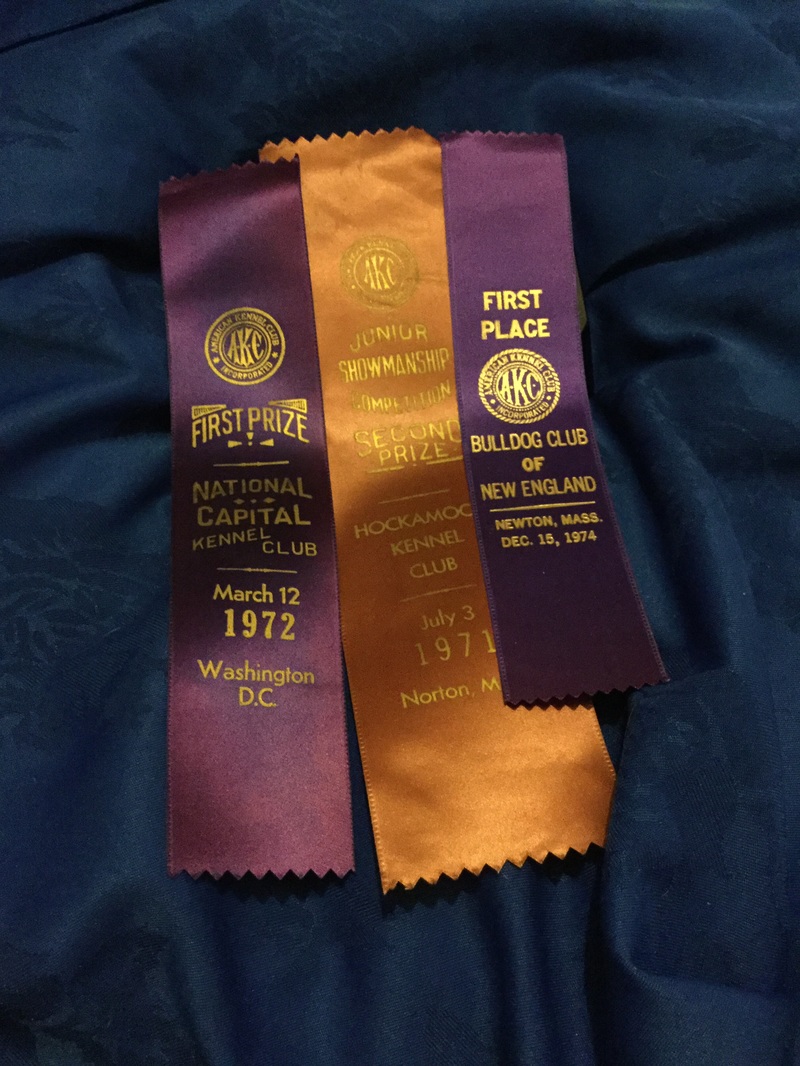 AMERICAN KENNEL CLUB
AKC
INCORPORATED
FIRST PRIZE
NATIONAL
CAPITAL
KENNEL CLUB
March 12
1972
Washington
D.C.
AKC
JUNIOR
SHOWMANSHIP
COMPETITION
SECOND
PRIZE
HOCKAMOC
KENNEL
CLUB
July 3
1971
Norton, M
FIRST
PLACE
AMERICAN KENNEL CLUB
A·K·C
INCORPORATED
BULLDOG CLUB
OF
NEW ENGLAND
NEWTON, MASS.
DEC. 15, 1974